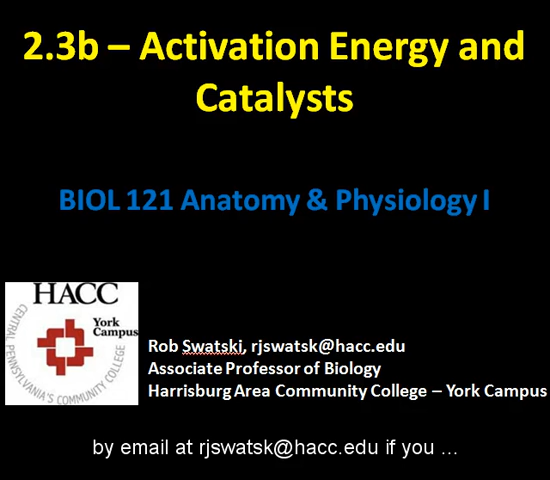 2.3b – Activation Energy and
Catalysts
BIOL 121 Anatomy & Physiology I
HACC
York
Campus
CENTRAL PENNSYLVANIA'S COMMUNITY COLLEGE
Rob Swatski, rjswatsk@hacc.edu
Associate Professor of Biology
Harrisburg Area Community College – York Campus
by email at rjswatsk@hacc.edu if you ...